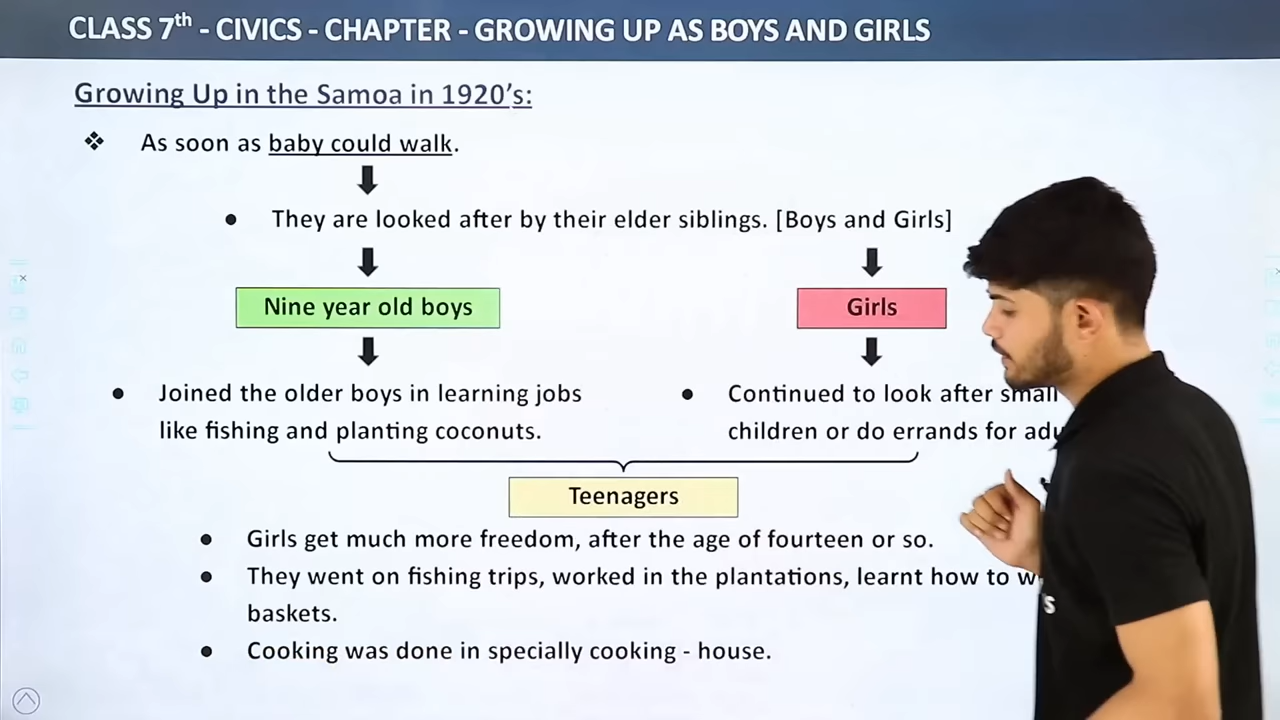 CLASS 7th - CIVICS - CHAPTER - GROWING UP AS BOYS AND GIRLS
Growing Up in the Samoa in 1920's:
❖ As soon as baby could walk.
● They are looked after by their elder siblings. [Boys and Girls]
Nine year old boys
Girls
● Joined the older boys in learning jobs
like fishing and planting coconuts.
● Continued to look after small
children or do errands for
Teenagers
● Girls get much more freedom, after the age of fourteen or so.
● They went on fishing trips, worked in the plantations, learnt how to
baskets.
● Cooking was done in specially cooking - house.